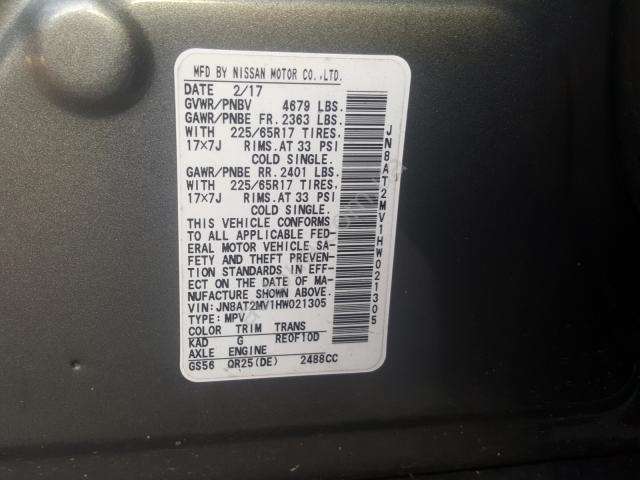 MFD BY NISSAN MOTOR CO.,LTD.
DATE 2/17
GVWR/PNBV 4679 LBS.
GAWR/PNBE FR. 2363 LBS.
WITH 225/65R17 TIRES,
17×7J RIMS.AT 33 PSI
COLD SINGLE.
GAWR/PNBE RR. 2401 LBS.
WITH 225/65R17 TIRES,
17×7J RIMS.AT 33 PSI
COLD SINGLE.
THIS VEHICLE CONFORMS
TO ALL APPLICABLE FED-
ERAL MOTOR VEHICLE SA-
FETY AND THEFT PREVEN-
TION STANDARDS IN EFF-
ECT ON THE DATE OF MA-
NUFACTURE SHOWN ABOVE.
VIN:JN8AT2MV1HW021305
TYPE: MPV
COLOR TRIM TRANS
KAD G RE0F10D
AXLE ENGINE
GS56 QR25(DE) 2488CC
JN8AT2MV1HW021305